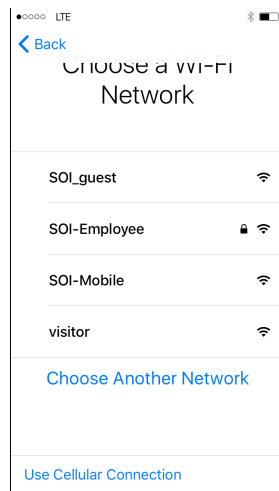 LTE
Back
Choose a Wi-Fi
Network
SOI_guest
SOI-Employee
SOI-Mobile
visitor
Choose Another Network
Use Cellular Connection